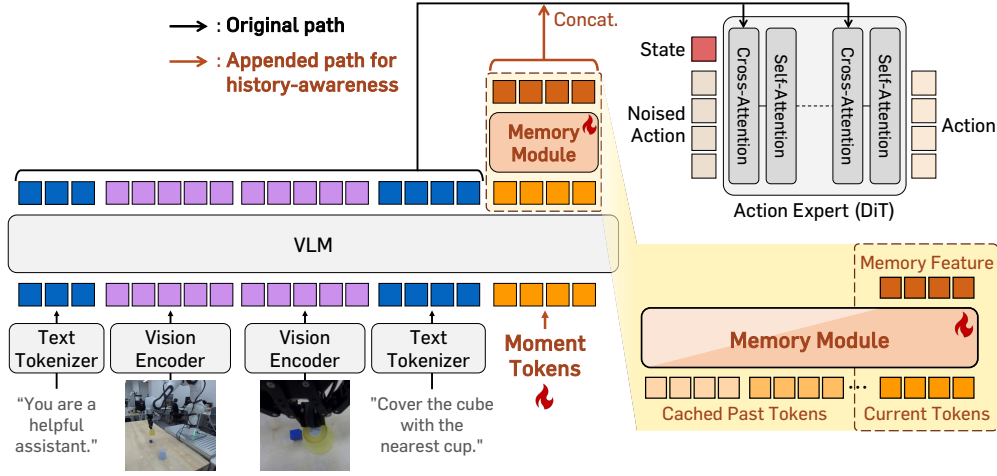 : Original path
: Appended path for
history-awareness
Concat.
Memory
Module
State
Noised
Action
Cross-Attention
Self-Attention
Cross-Attention
Self-Attention
Action
Action Expert (DiT)
VLM
Text
Tokenizer
Vision
Encoder
Vision
Encoder
Text
Tokenizer
Moment
Tokens
"You are a
helpful
assistant."
"Cover the cube
with the
nearest cup."
Memory Feature
Memory Module
Cached Past Tokens
Current Tokens